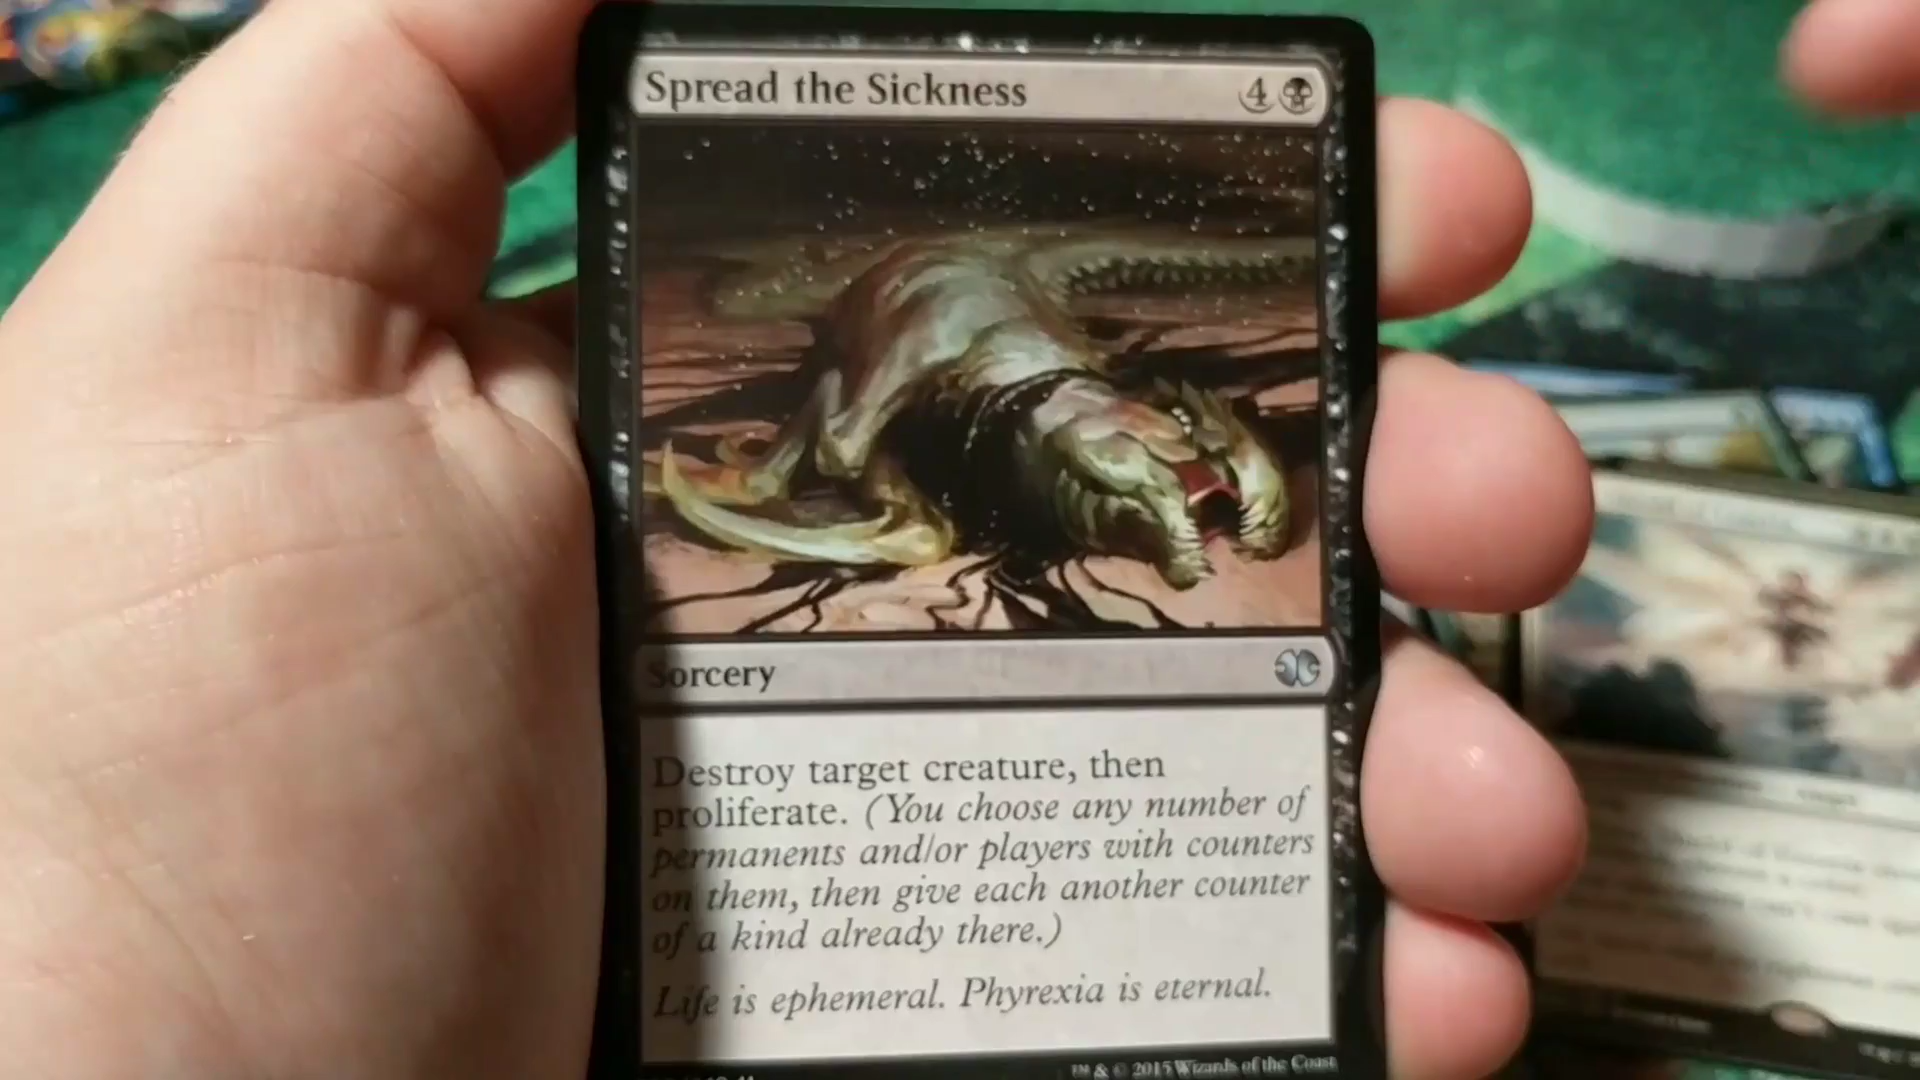 Spread the Sickness 4
Sorcery
Destroy target creature, then
proliferate. (You choose any number of
permanents and/or players with counters
on them, then give each another counter
of a kind already there.)
Life is ephemeral. Phyrexia is eternal.
™ & © 2015 Wizards of the Coast